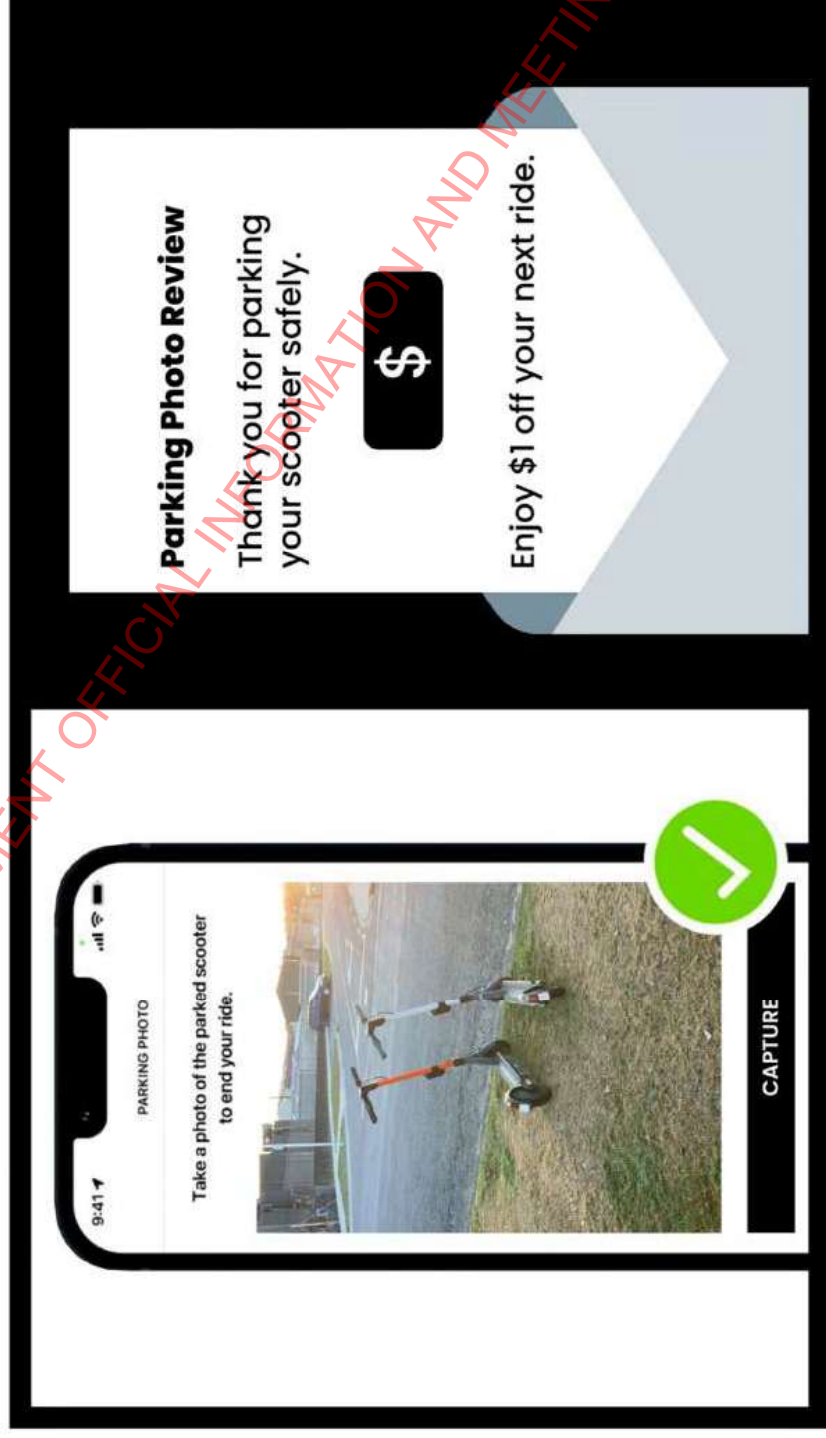 9:41
PARKING PHOTO
Take a photo of the parked scooter
to end your ride.
CAPTURE
Parking Photo Review
Thank you for parking
your scooter safely.
$
Enjoy $1 off your next ride.
OFFICIAL INFORMATION AND